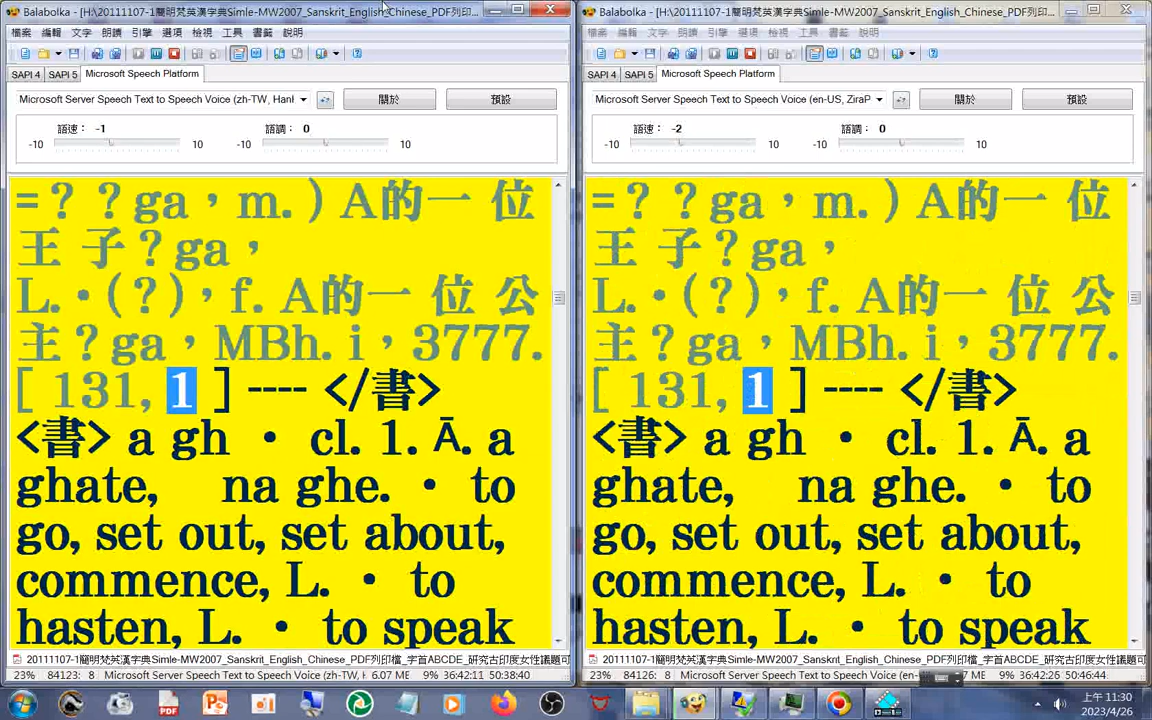 Balabolka - [H:\20111107-1簡明梵英漢字典Simle-MW2007_Sanskrit_English_Chinese_PDF列印...
檔案 編輯 文字 朗讀 引擎 選項 檢視 工具 書籤 說明
SAPI 4 SAPI 5 Microsoft Speech Platform
Microsoft Server Speech Text to Speech Voice (zh-TW, HanH
關於 預設
語速： -1 語調： 0
-10 10 -10 10
=？？ga，m.）A的一 位
王 子？ga，
L.·(？)，f. A的一 位 公
主？ga，MBh. i，3777.
[ 131, 1 ] ---- </書>
<書> a gh · cl. 1. Ā. a
ghate, na ghe. · to
go, set out, set about,
commence, L. · to
hasten, L. · to speak
20111107-1簡明梵英漢字典Simle-MW2007_Sanskrit_English_Chinese_PDF列印檔_字首ABCDE_研究古印度女性議題可
23% 84123: 8 Microsoft Server Speech Text to Speech Voice (zh-TW, H 6.07 MB 9% 36:42:11 50:38:40
Balabolka - [H:\20111107-1簡明梵英漢字典Simle-MW2007_Sanskrit_English_Chinese_PDF列印...
檔案 編輯 文字 朗讀 引擎 選項 檢視 工具 書籤 說明
SAPI 4 SAPI 5 Microsoft Speech Platform
Microsoft Server Speech Text to Speech Voice (en-US, ZiraP
關於 預設
語速： -2 語調： 0
-10 10 -10 10
=？？ga，m.）A的一 位
王 子？ga，
L.·(？)，f. A的一 位 公
主？ga，MBh. i，3777.
[ 131, 1 ] ---- </書>
<書> a gh · cl. 1. Ā. a
ghate, na ghe. · to
go, set out, set about,
commence, L. · to
hasten, L. · to speak
20111107-1簡明梵英漢字典Simle-MW2007_Sanskrit_English_Chinese_PDF列印檔_字首ABCDE_研究古印度女性議題可
23% 84126: 8 Microsoft Server Speech Text to Speech Voice (en-US 9% 36:42:26 50:46:44
上午 11:30
2023/4/26